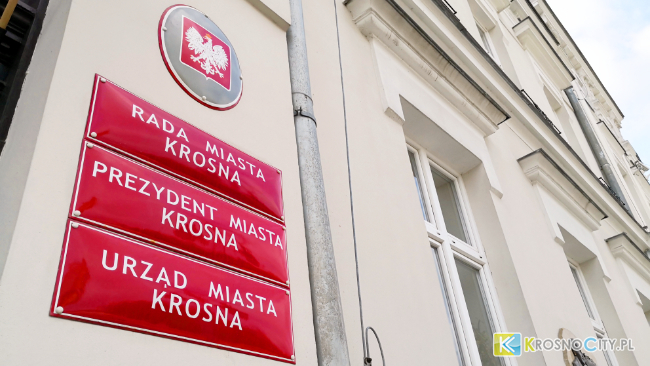 RADA MIASTA
KROSNA
PREZYDENT MIASTA
KROSNA
URZĄD MIASTA
KROSNA
KROSNOCITY.PL